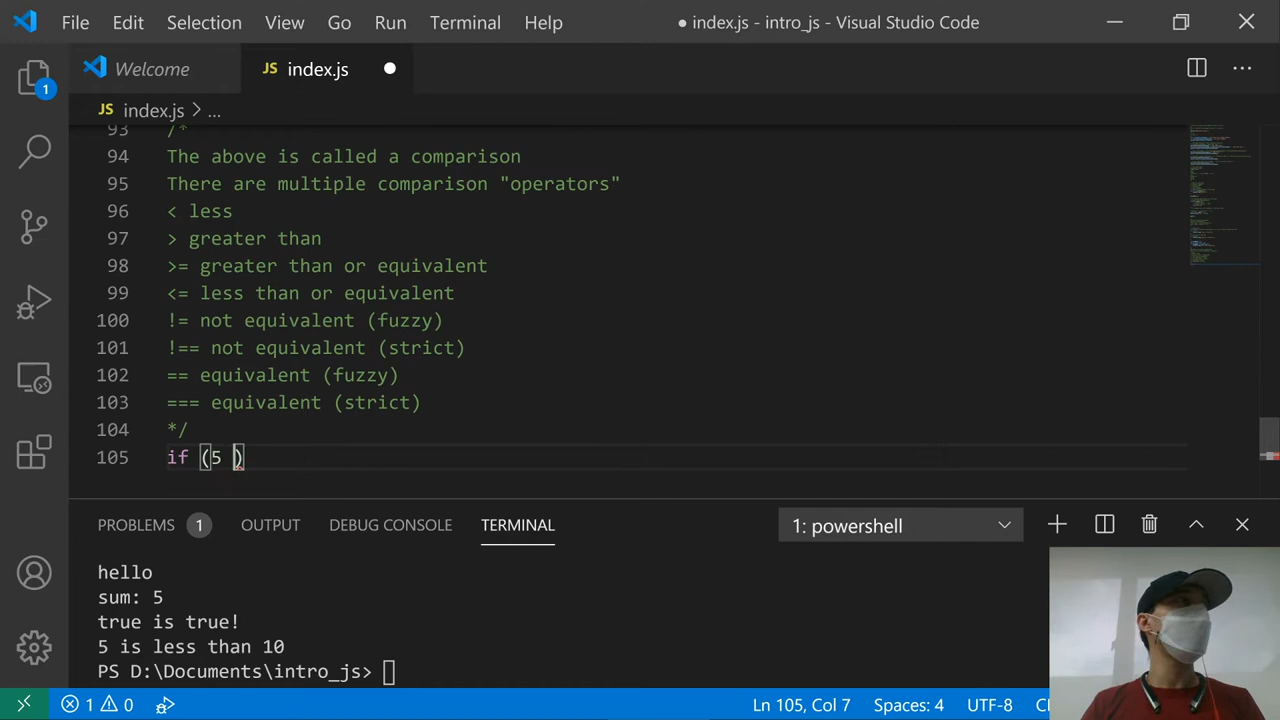 File Edit Selection View Go Run Terminal Help ● index.js - intro_js - Visual Studio Code
Welcome JS index.js
JS index.js > ...
93 /*
94 The above is called a comparison
95 There are multiple comparison "operators"
96 < less
97 > greater than
98 >= greater than or equivalent
99 <= less than or equivalent
100 != not equivalent (fuzzy)
101 !== not equivalent (strict)
102 == equivalent (fuzzy)
103 === equivalent (strict)
104 */
105 if (5 )
1
PROBLEMS 1 OUTPUT DEBUG CONSOLE TERMINAL 1: powershell
hello
sum: 5
true is true!
5 is less than 10
PS D:\Documents\intro_js>
1 0 Ln 105, Col 7 Spaces: 4 UTF-8